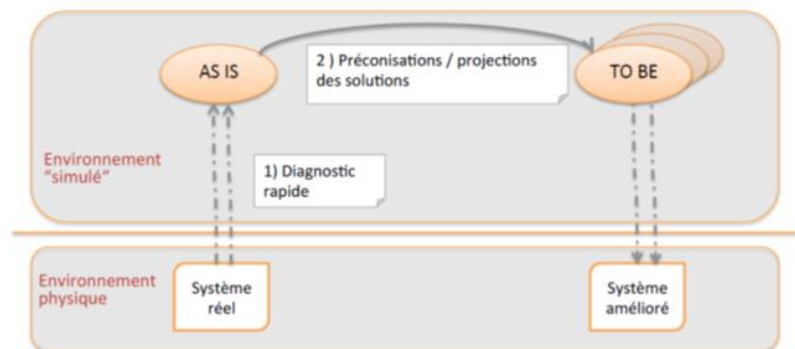 AS IS
2 ) Préconisations / projections
des solutions
TO BE
Environnement
“simulé“
1) Diagnostic
rapide
Environnement
physique
Système
réel
Système
amélioré